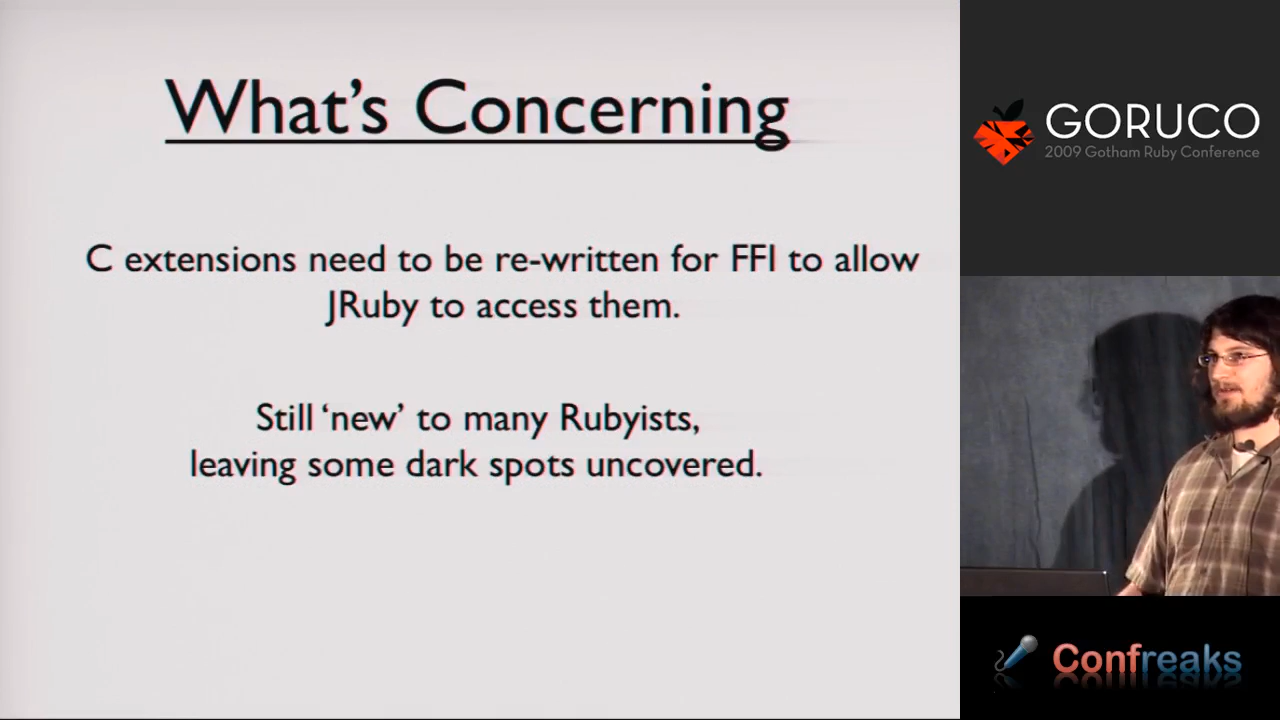 What's Concerning
C extensions need to be re-written for FFI to allow
JRuby to access them.
Still 'new' to many Rubyists,
leaving some dark spots uncovered.
GORUCO
2009 Gotham Ruby Conference
Confreaks